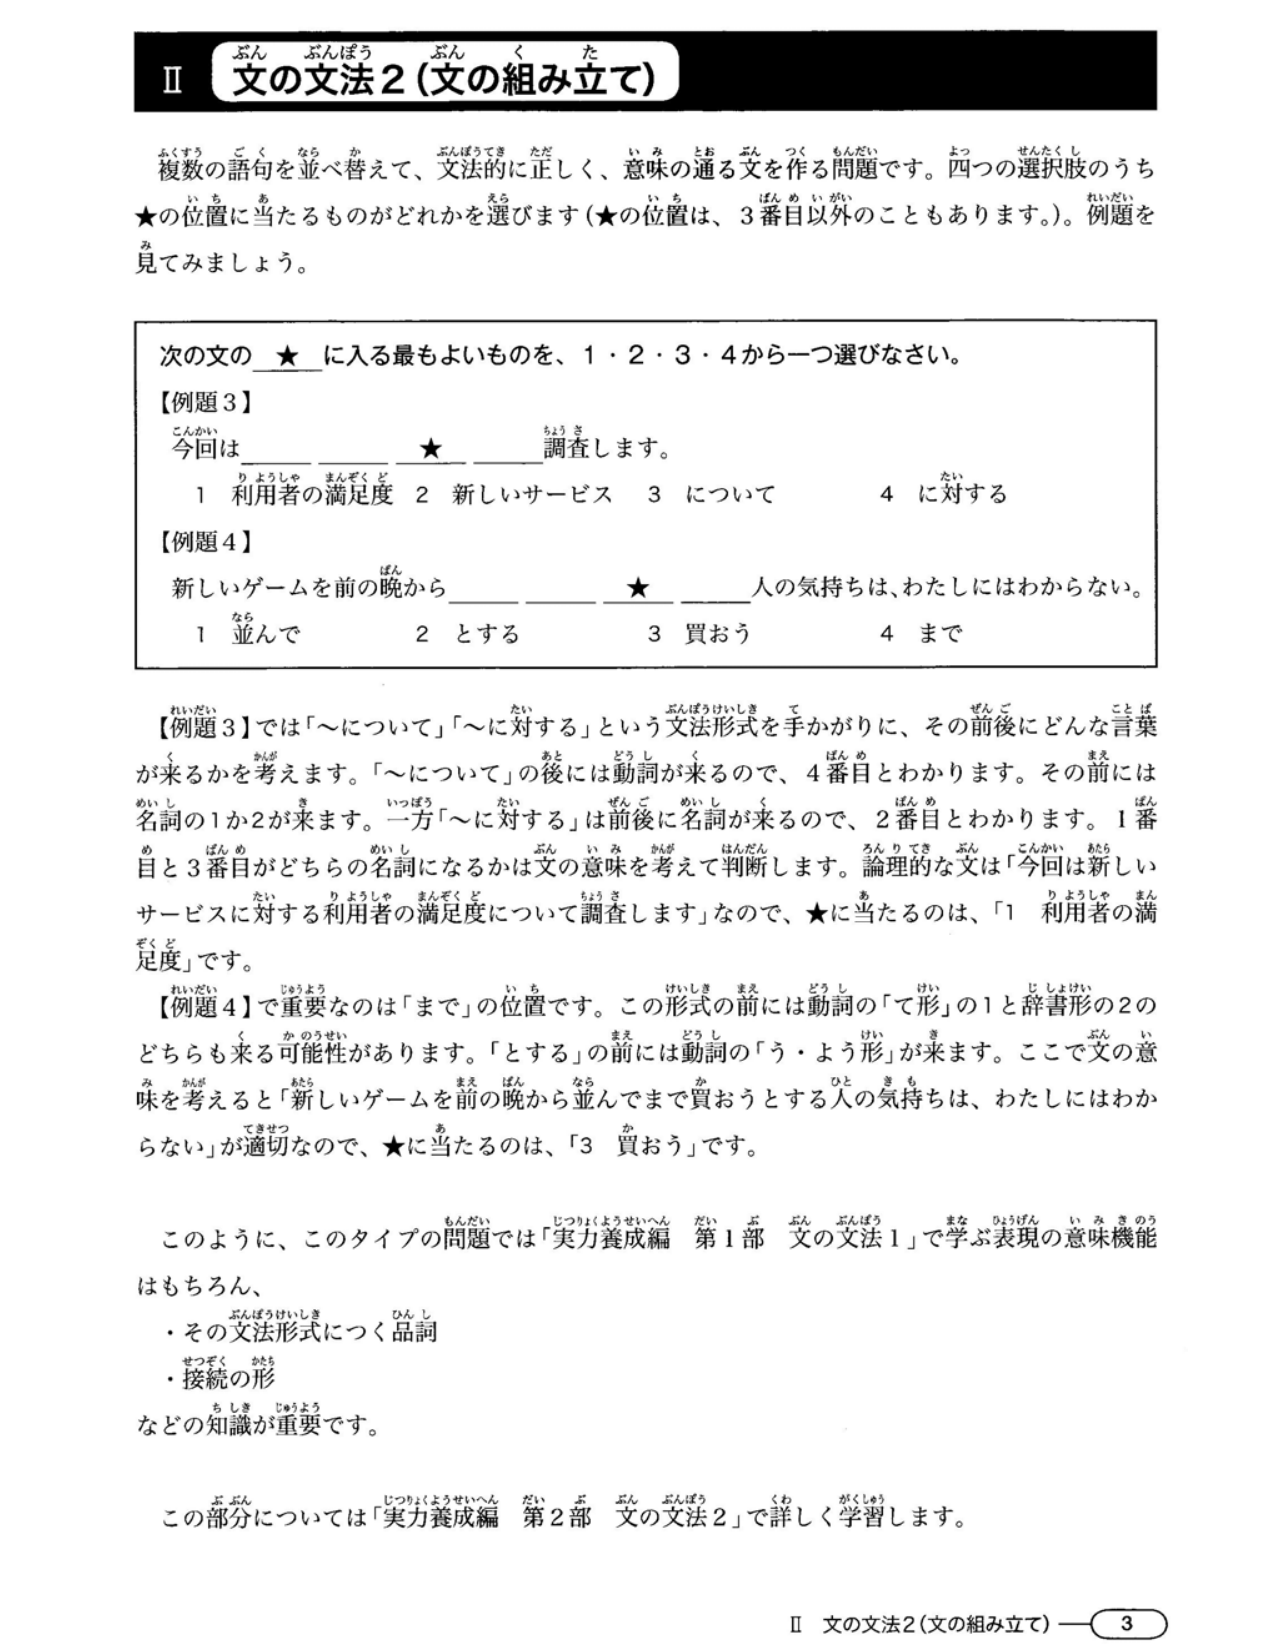 Ⅱ 文の文法2(文の組み立て)
複数の語句を並べ替えて、文法的に正しく、意味の通る文を作る問題です。四つの選択肢のうち
★の位置に当たるものがどれかを選びます(★の位置は、3番目以外のこともあります。)。例題を
見てみましょう。
次の文の ★ に入る最もよいものを、1・2・3・4から一つ選びなさい。
【例題3】
今回は____ ____ ★ ____調査します。
1 利用者の満足度 2 新しいサービス 3 について 4 に対する
【例題4】
新しいゲームを前の晩から____ ____ ★ ____人の気持ちは、わたしにはわからない。
1 並んで 2 とする 3 買おう 4 まで
【例題3】では「～について」「～に対する」という文法形式を手がかりに、その前後にどんな言葉
が来るかを考えます。「～について」の後には動詞が来るので、4番目とわかります。その前には
名詞の1か2が来ます。一方「～に対する」は前後に名詞が来るので、2番目とわかります。1番
目と3番目がどちらの名詞になるかは文の意味を考えて判断します。論理的な文は「今回は新しい
サービスに対する利用者の満足度について調査します」なので、★に当たるのは、「1 利用者の満
足度」です。
【例題4】で重要なのは「まで」の位置です。この形式の前には動詞の「て形」の1と辞書形の2の
どちらも来る可能性があります。「とする」の前には動詞の「う・よう形」が来ます。ここで文の意
味を考えると「新しいゲームを前の晩から並んでまで買おうとする人の気持ちは、わたしにはわか
らない」が適切なので、★に当たるのは、「3 買おう」です。
このように、このタイプの問題では「実力養成編 第1部 文の文法1」で学ぶ表現の意味機能
はもちろん、
・その文法形式につく品詞
・接続の形
などの知識が重要です。
この部分については「実力養成編 第2部 文の文法2」で詳しく学習します。
Ⅱ 文の文法2(文の組み立て) 3